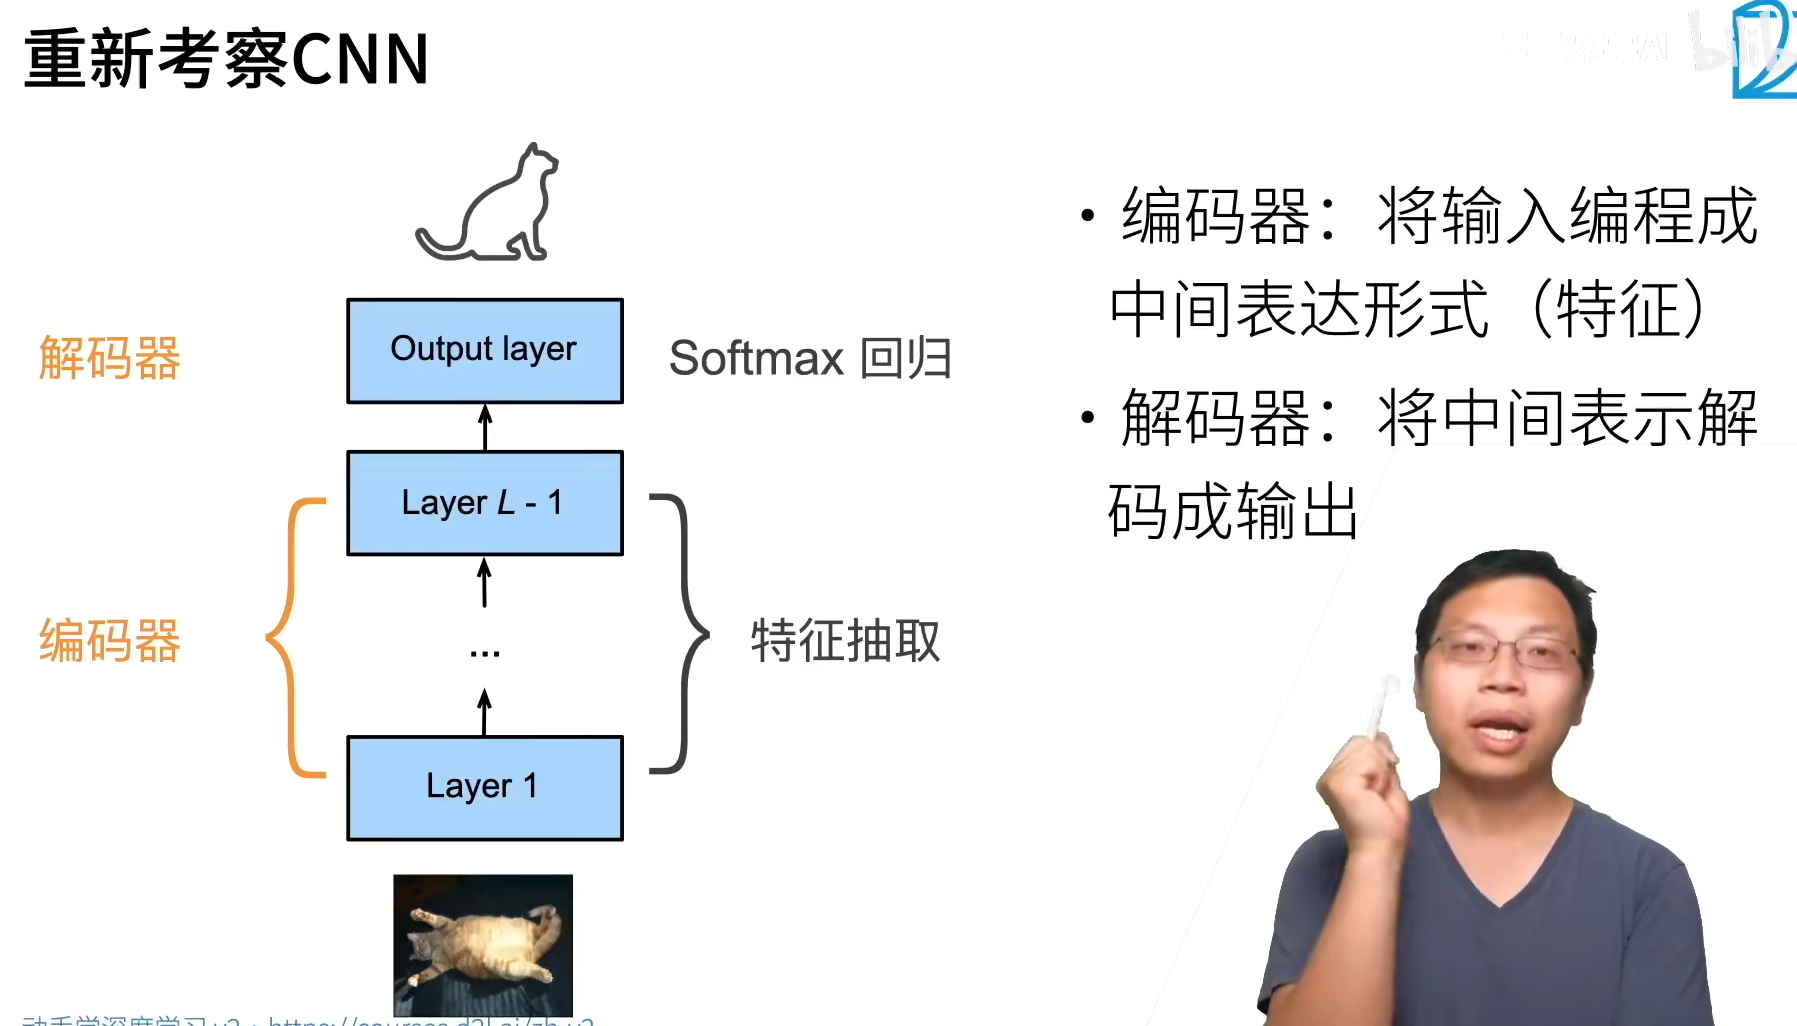 重新考察CNN
解码器
Output layer
Softmax 回归
Layer L - 1
编码器
...
特征抽取
Layer 1
• 编码器：将输入编程成
中间表达形式（特征）
• 解码器：将中间表示解
码成输出
动手学深度学习 v2 • https://courses.d2l.ai/zh-v2